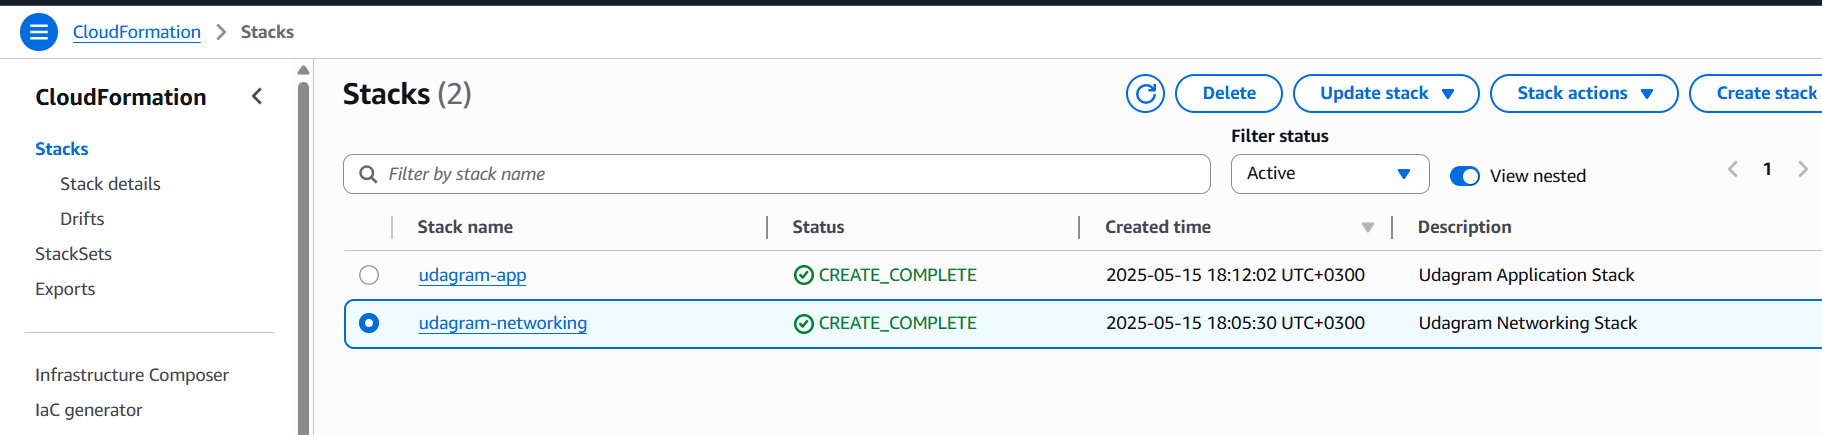 CloudFormation > Stacks
CloudFormation
Stacks
Stack details
Drifts
StackSets
Exports
Infrastructure Composer
IaC generator
Stacks (2)
Delete
Update stack
Stack actions
Create stack
Filter by stack name
Filter status
Active
View nested
1
Stack name Status Created time Description
udagram-app CREATE_COMPLETE 2025-05-15 18:12:02 UTC+0300 Udagram Application Stack
udagram-networking CREATE_COMPLETE 2025-05-15 18:05:30 UTC+0300 Udagram Networking Stack